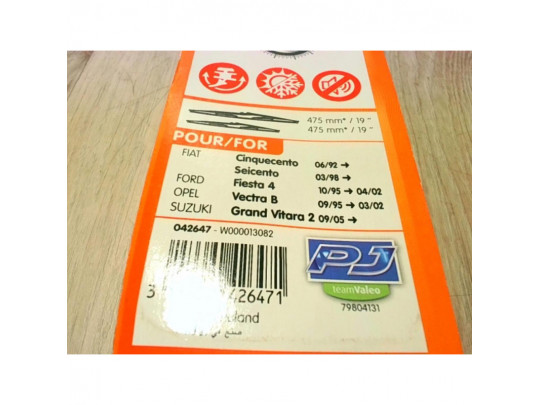 475 mm* / 19"
475 mm* / 19"
POUR/FOR
FIAT Cinquecento 06/92 →
Seicento 03/98 →
FORD Fiesta 4 10/95 → 04/02
OPEL Vectra B 09/95 → 03/02
SUZUKI Grand Vitara 2 09/05 →
042647 - W000013082
PJ
teamValeo
79804131
3 426471